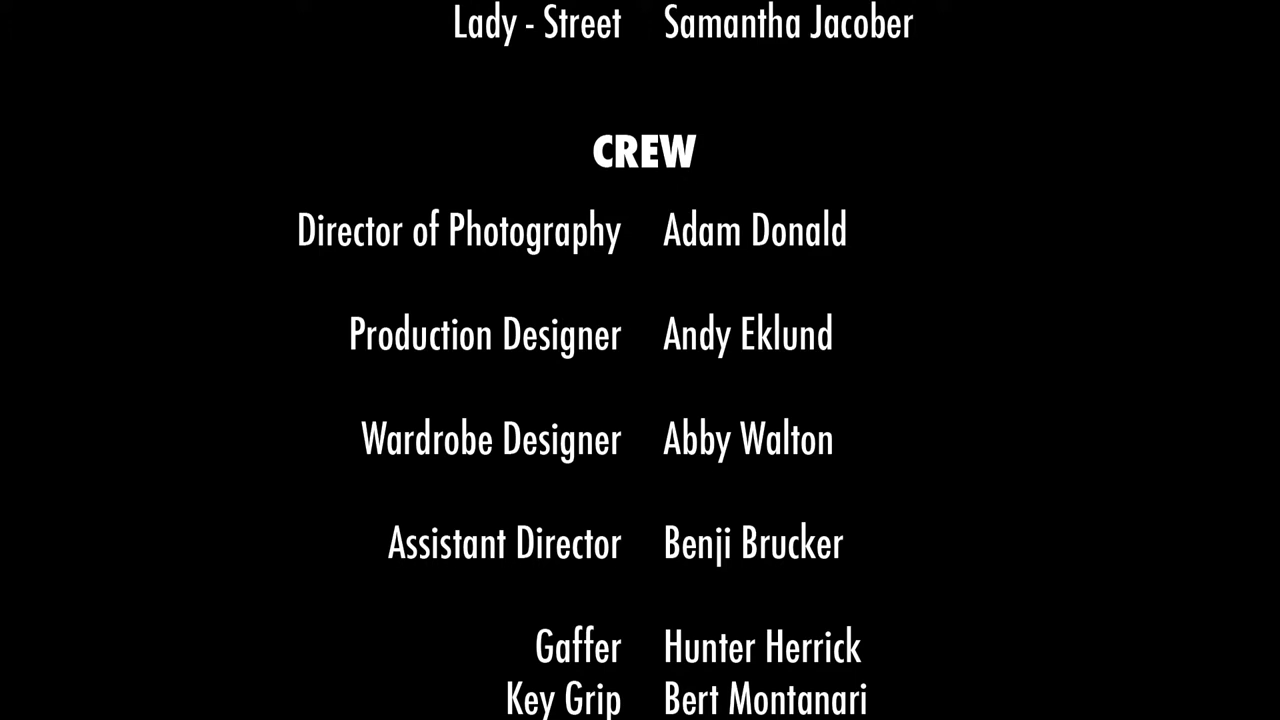 Lady - Street Samantha Jacober
CREW
Director of Photography Adam Donald
Production Designer Andy Eklund
Wardrobe Designer Abby Walton
Assistant Director Benji Brucker
Gaffer Hunter Herrick
Key Grip Bert Montanari